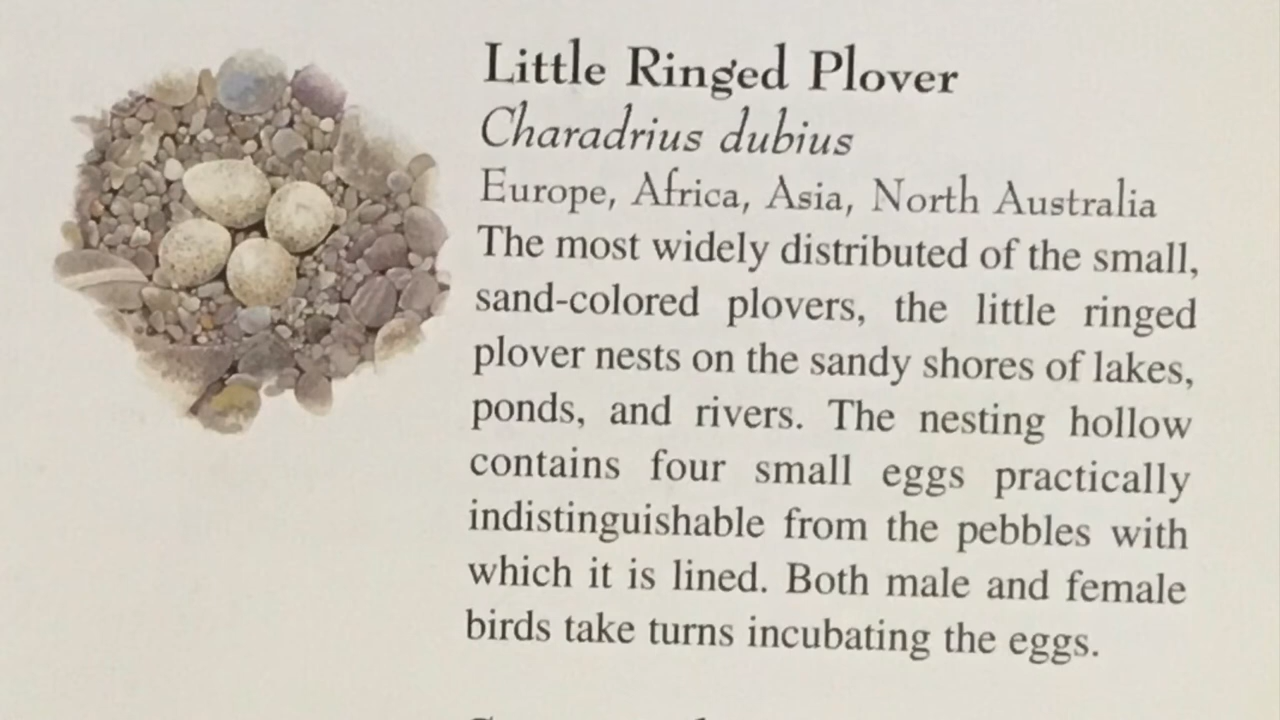 Little Ringed Plover
Charadrius dubius
Europe, Africa, Asia, North Australia
The most widely distributed of the small,
sand-colored plovers, the little ringed
plover nests on the sandy shores of lakes,
ponds, and rivers. The nesting hollow
contains four small eggs practically
indistinguishable from the pebbles with
which it is lined. Both male and female
birds take turns incubating the eggs.